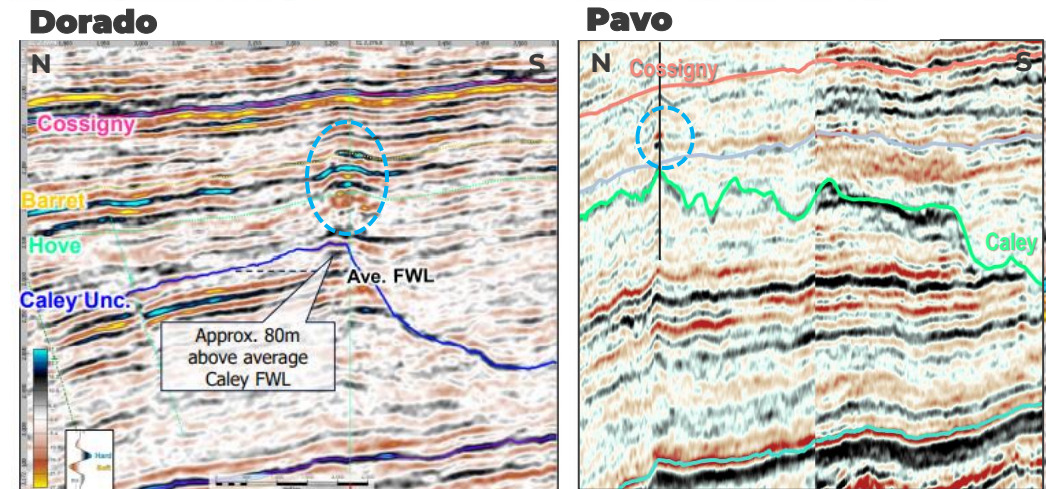 Dorado
N
S
Cossigny
Barret
Hove
Caley Unc.
Ave. FWL
Approx. 80m
above average
Caley FWL
Hard
Soft
Pavo
N
S
Cossigny
Caley